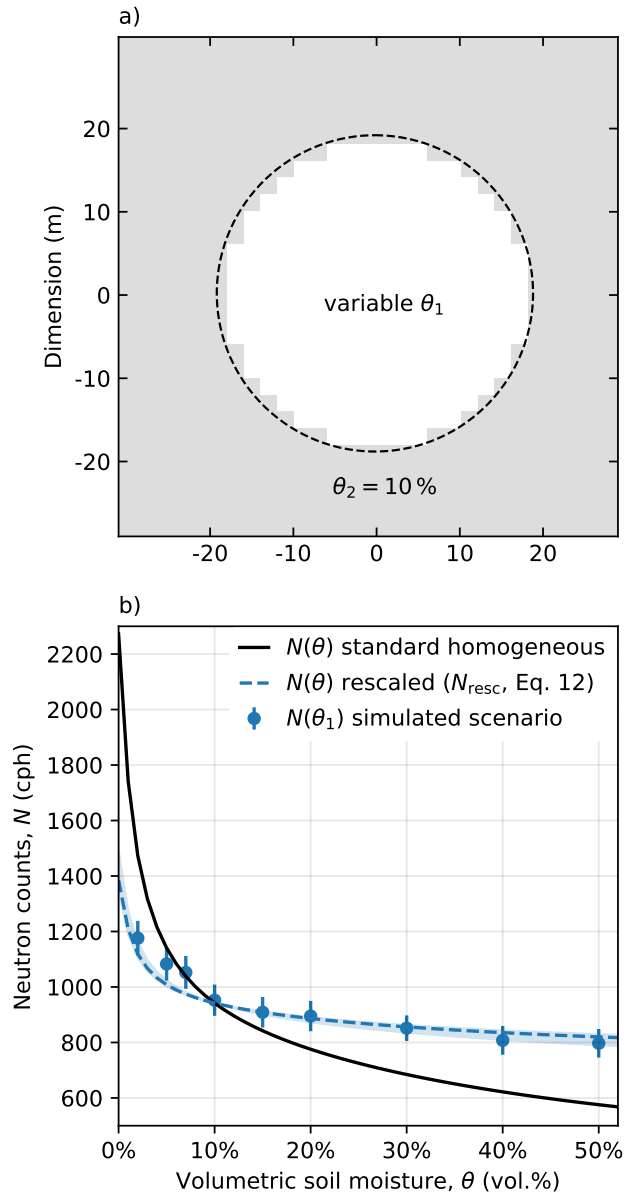 a)
20
10
0
-10
-20
Dimension (m)
variable θ₁
θ₂ = 10 %
-20 -10 0 10 20
b)
2200
2000
1800
1600
1400
1200
1000
800
600
Neutron counts, N (cph)
N(θ) standard homogeneous
N(θ) rescaled (Nresc, Eq. 12)
N(θ₁) simulated scenario
0% 10% 20% 30% 40% 50%
Volumetric soil moisture, θ (vol.%)